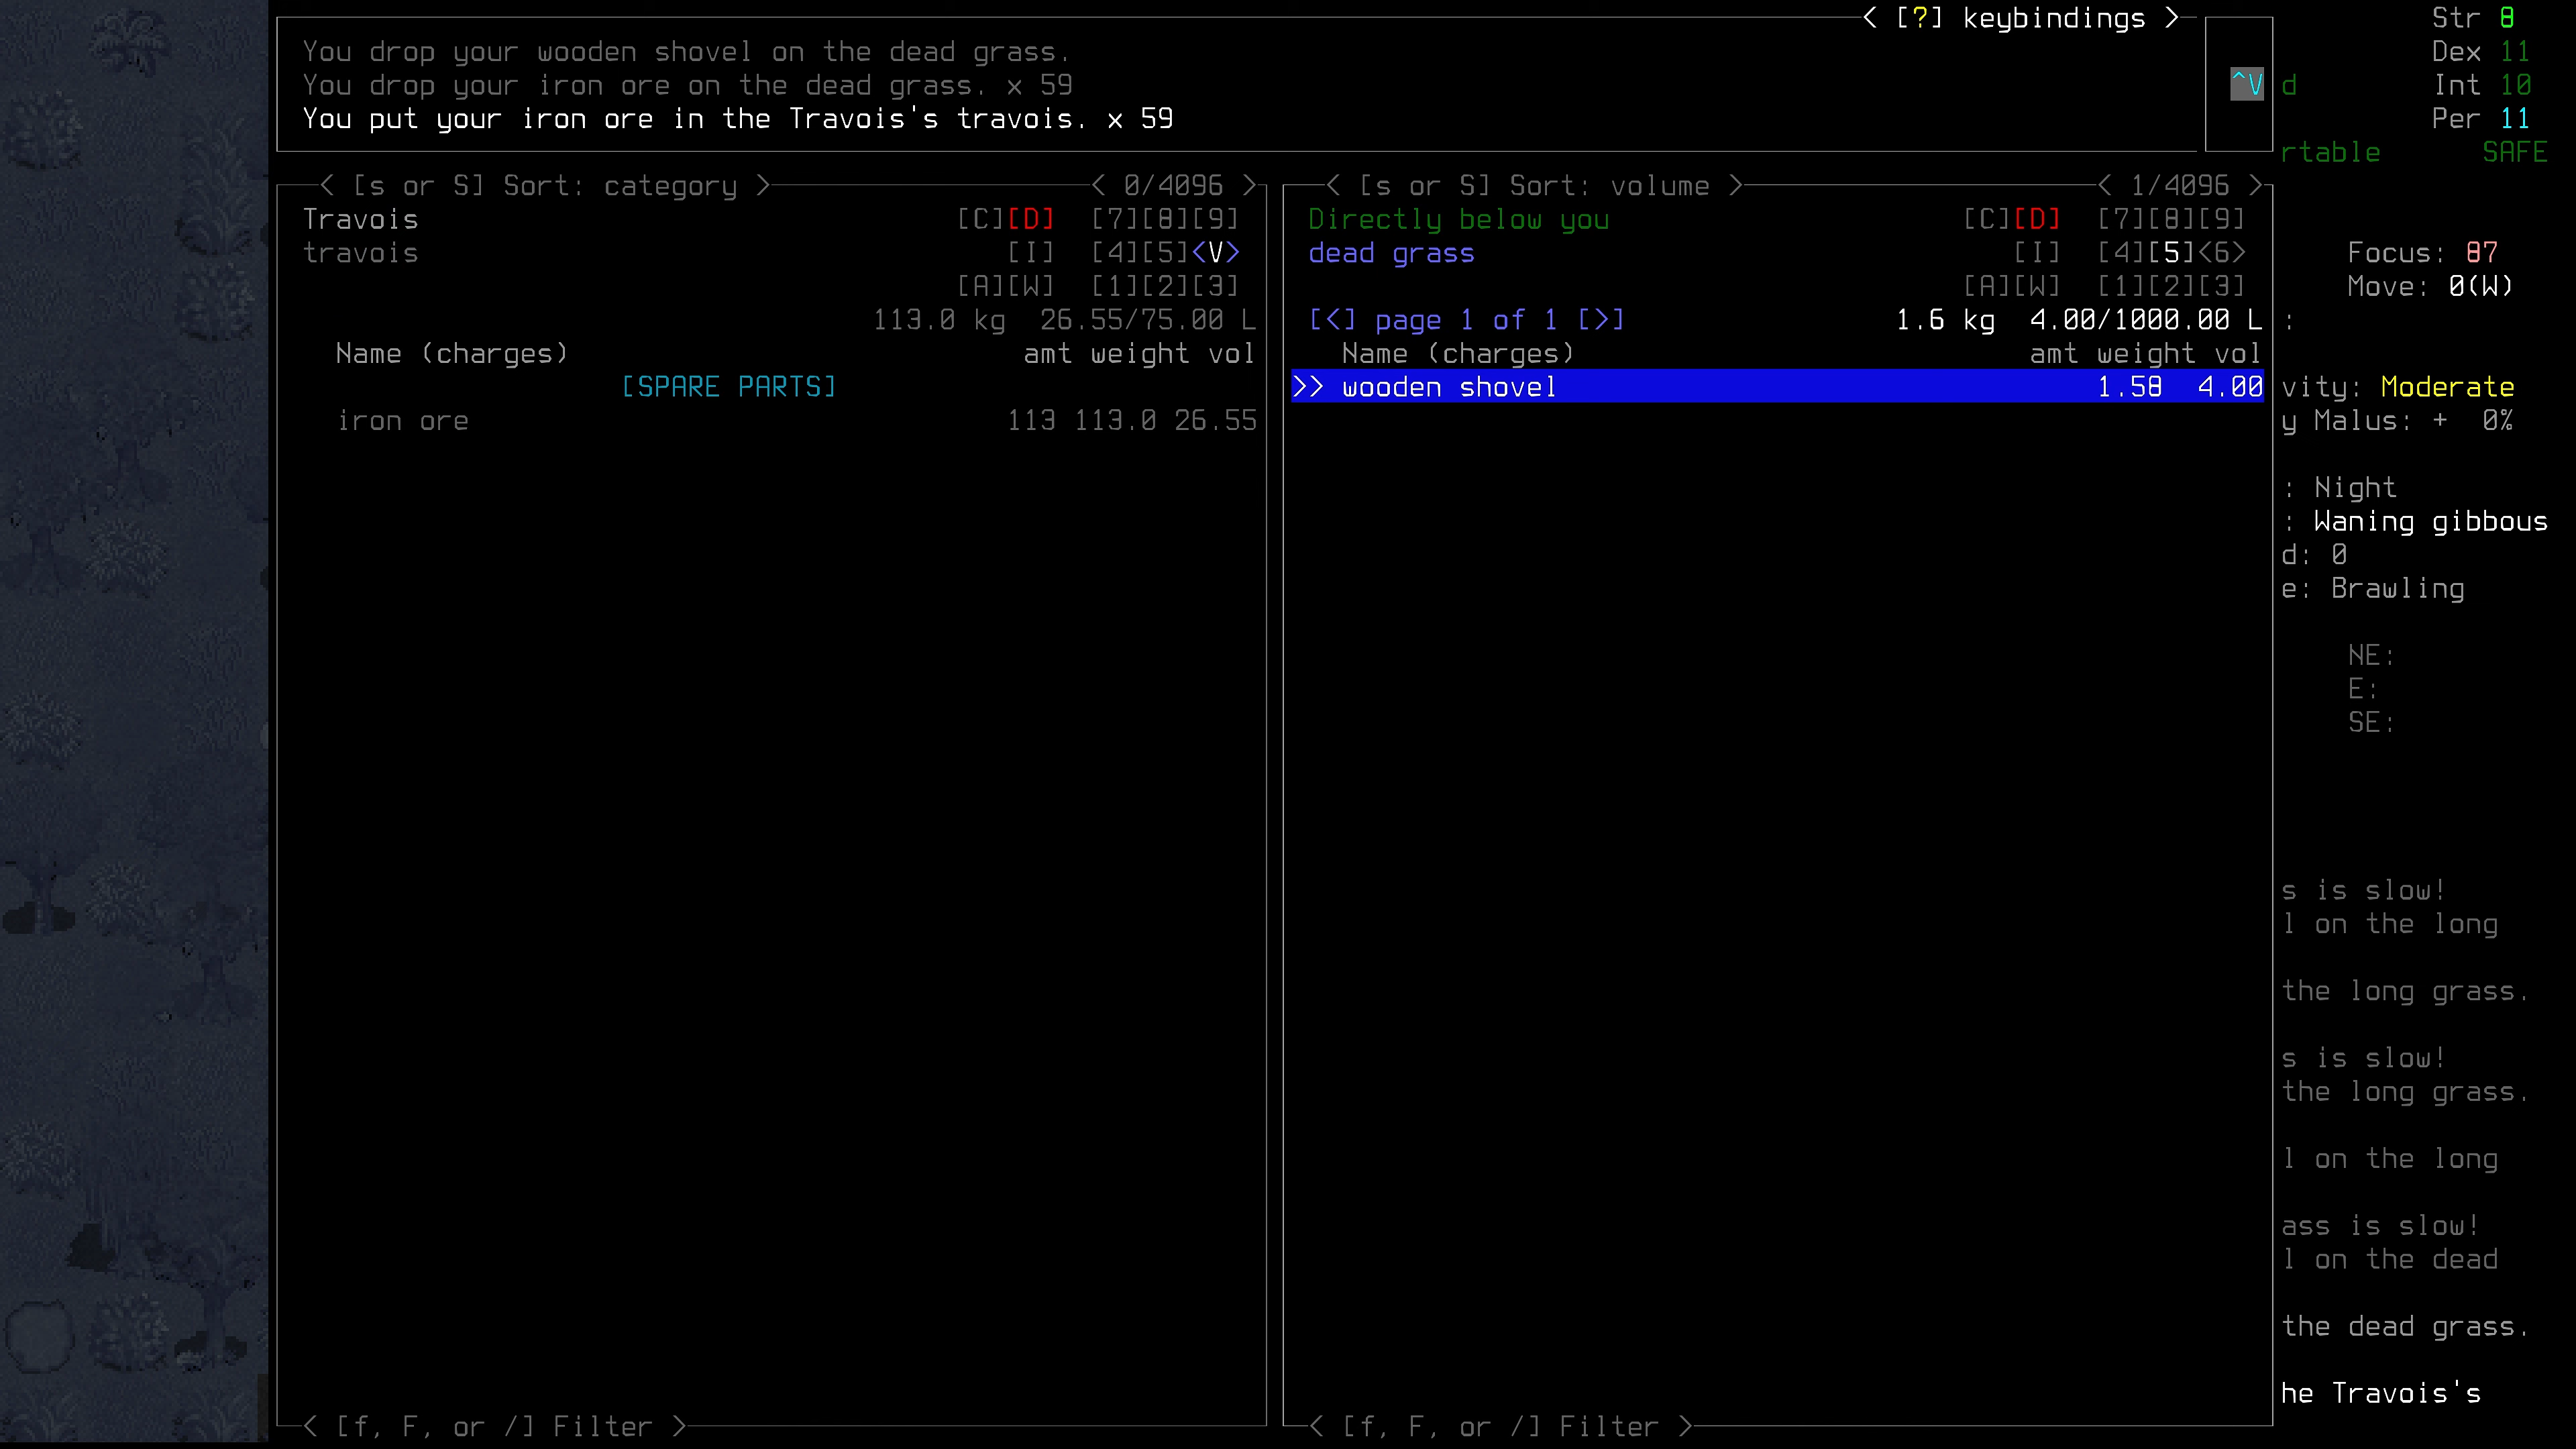 < [?] keybindings >
You drop your wooden shovel on the dead grass.
You drop your iron ore on the dead grass. x 59
You put your iron ore in the Travois's travois. x 59
^V
< [s or S] Sort: category >
< 0/4096 >
Travois
[C][D] [7][8][9]
travois
[I] [4][5]<V>
[A][W] [1][2][3]
113.0 kg 26.55/75.00 L
Name (charges)
amt weight vol
[SPARE PARTS]
iron ore
113 113.0 26.55
< [f, F, or /] Filter >
< [s or S] Sort: volume >
< 1/4096 >
Directly below you
[C][D] [7][8][9]
dead grass
[I] [4][5]<6>
[A][W] [1][2][3]
[<] page 1 of 1 [>]
1.6 kg 4.00/1000.00 L
Name (charges)
amt weight vol
>> wooden shovel
1.58 4.00
< [f, F, or /] Filter >
Str 8
Dex 11
d
Int 10
Per 11
rtable
SAFE
Focus: 87
Move: 0(W)
:
vity: Moderate
y Malus: + 0%
: Night
: Waning gibbous
d: 0
e: Brawling
NE:
E:
SE:
s is slow!
l on the long
the long grass.
s is slow!
the long grass.
l on the long
ass is slow!
l on the dead
the dead grass.
he Travois's